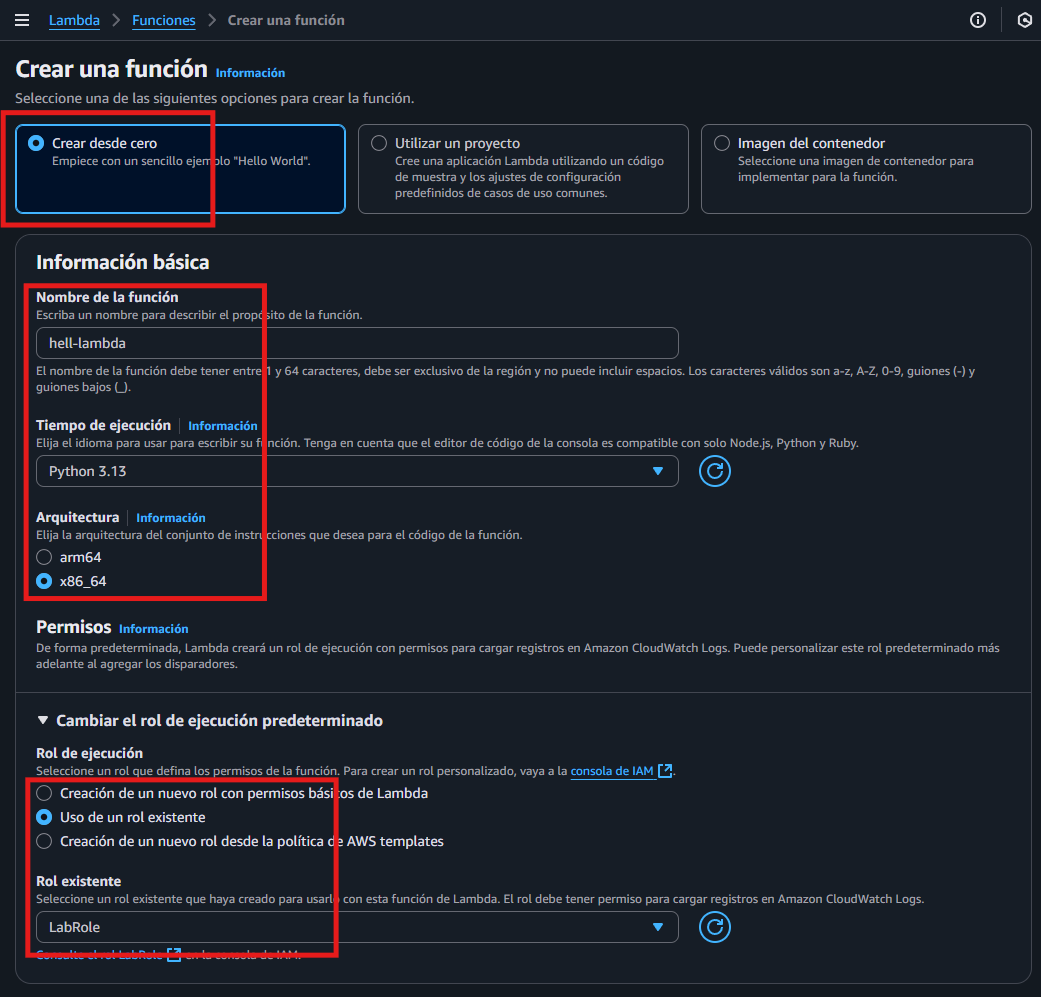 Lambda > Funciones > Crear una función
Crear una función Información
Seleccione una de las siguientes opciones para crear la función.
Crear desde cero
Empiece con un sencillo ejemplo "Hello World".
Utilizar un proyecto
Cree una aplicación Lambda utilizando un código
de muestra y los ajustes de configuración
predefinidos de casos de uso comunes.
Imagen del contenedor
Seleccione una imagen de contenedor para
implementar para la función.
Información básica
Nombre de la función
Escriba un nombre para describir el propósito de la función.
hell-lambda
El nombre de la función debe tener entre 1 y 64 caracteres, debe ser exclusivo de la región y no puede incluir espacios. Los caracteres válidos son a-z, A-Z, 0-9, guiones (-) y
guiones bajos (_).
Tiempo de ejecución Información
Elija el idioma para usar para escribir su función. Tenga en cuenta que el editor de código de la consola es compatible con solo Node.js, Python y Ruby.
Python 3.13
Arquitectura Información
Elija la arquitectura del conjunto de instrucciones que desea para el código de la función.
arm64
x86_64
Permisos Información
De forma predeterminada, Lambda creará un rol de ejecución con permisos para cargar registros en Amazon CloudWatch Logs. Puede personalizar este rol predeterminado más
adelante al agregar los disparadores.
Cambiar el rol de ejecución predeterminado
Rol de ejecución
Seleccione un rol que defina los permisos de la función. Para crear un rol personalizado, vaya a la consola de IAM.
Creación de un nuevo rol con permisos básicos de Lambda
Uso de un rol existente
Creación de un nuevo rol desde la política de AWS templates
Rol existente
Seleccione un rol existente que haya creado para usarlo con esta función de Lambda. El rol debe tener permiso para cargar registros en Amazon CloudWatch Logs.
LabRole
Consulte el rol LabRole en la consola de IAM.